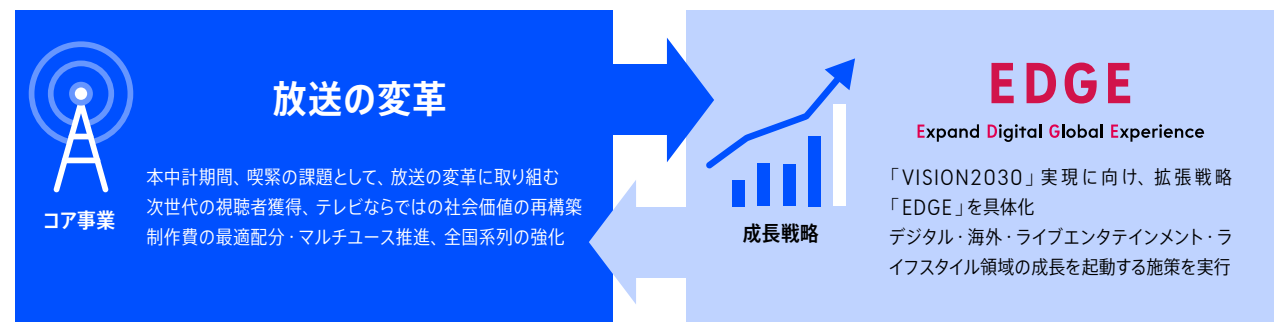 放送の変革
本中計期間、喫緊の課題として、放送の変革に取り組む
次世代の視聴者獲得、テレビならではの社会価値の再構築
制作費の最適配分・マルチユース推進、全国系列の強化
コア事業
成長戦略
EDGE
Expand Digital Global Experience
「VISION2030」実現に向け、拡張戦略
「EDGE」を具体化
デジタル・海外・ライブエンタテインメント・ラ
イフスタイル領域の成長を起動する施策を実行